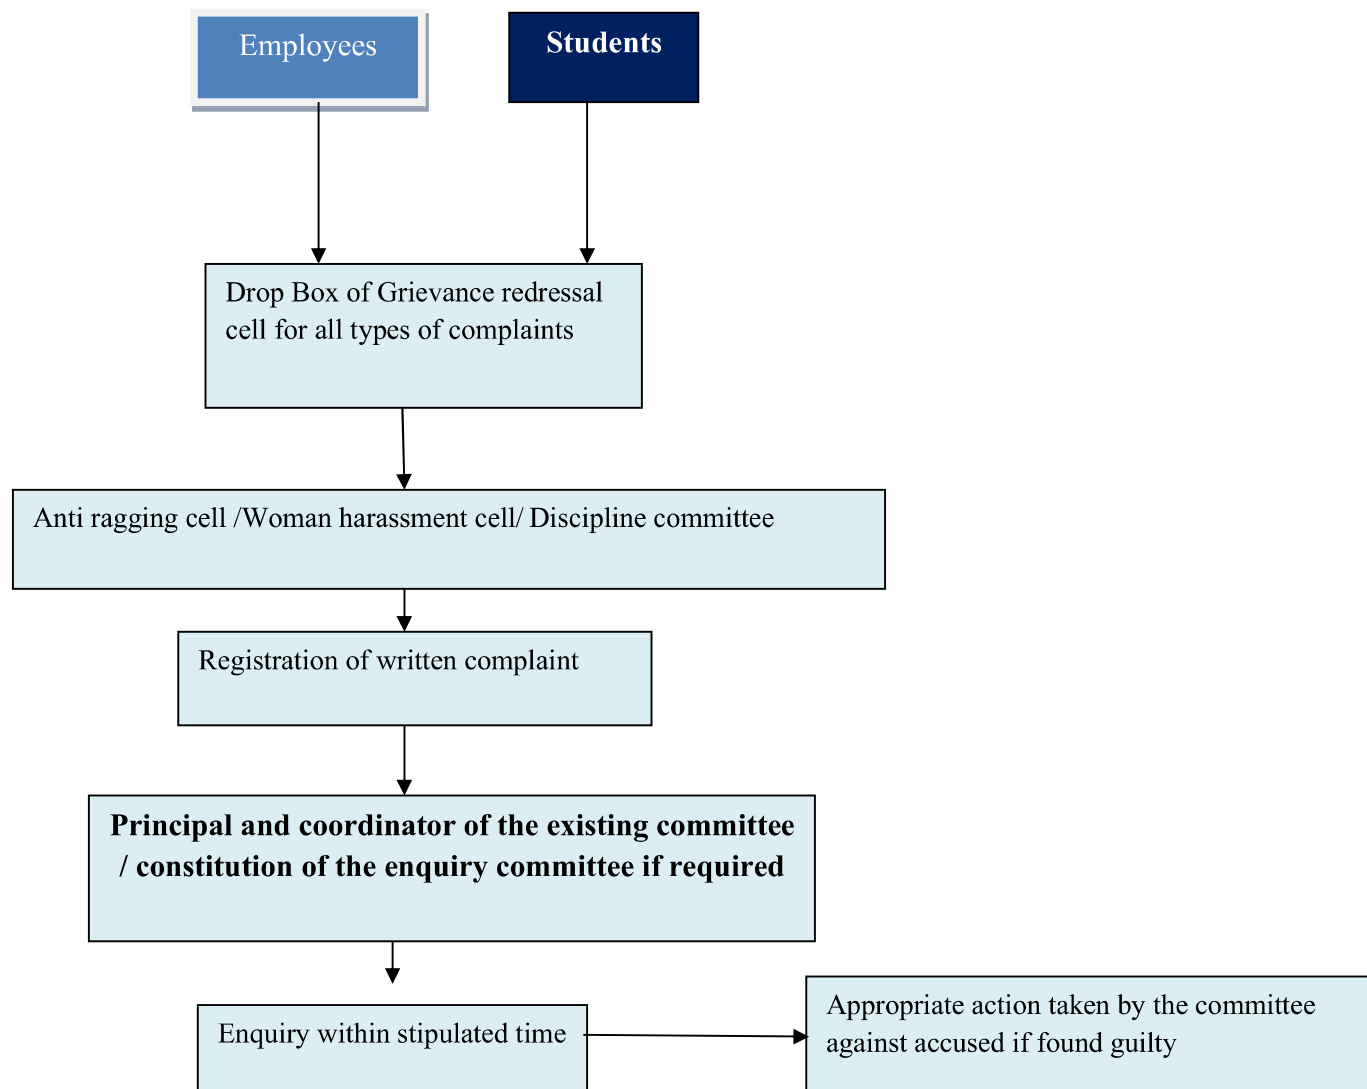 Employees
Students
Drop Box of Grievance redressal
cell for all types of complaints
Anti ragging cell /Woman harassment cell/ Discipline committee
Registration of written complaint
Principal and coordinator of the existing committee
/ constitution of the enquiry committee if required
Enquiry within stipulated time
Appropriate action taken by the committee
against accused if found guilty